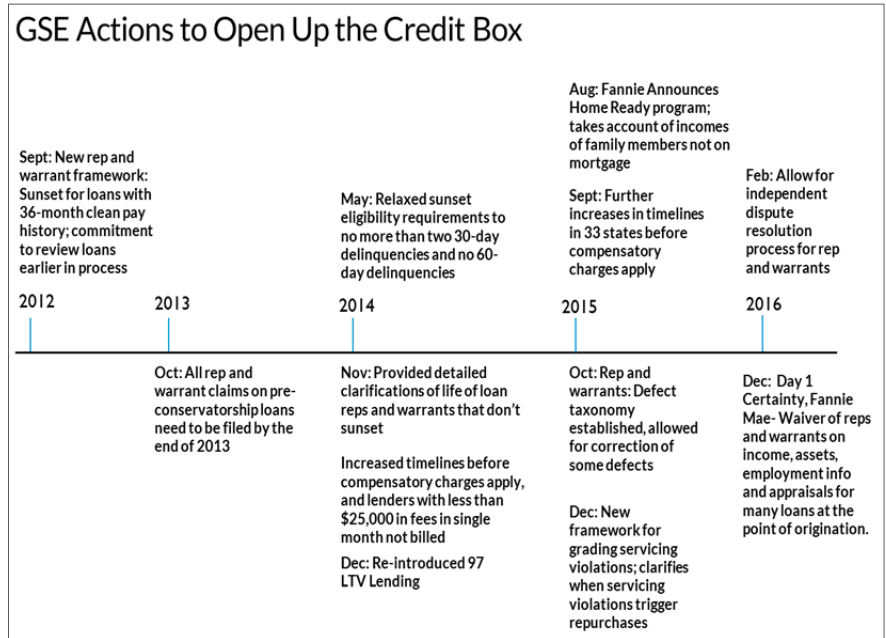 GSE Actions to Open Up the Credit Box
Sept: New rep and
warrant framework:
Sunset for loans with
36-month clean pay
history; commitment
to review loans
earlier in process
2012
2013
Oct: All rep and
warrant claims on pre-
conservatorship loans
need to be filed by the
end of 2013
May: Relaxed sunset
eligibility requirements to
no more than two 30-day
delinquencies and no 60-
day delinquencies
2014
Nov: Provided detailed
clarifications of life of loan
reps and warrants that don't
sunset
Increased timelines before
compensatory charges apply,
and lenders with less than
$25,000 in fees in single
month not billed
Dec: Re-introduced 97
LTV Lending
Aug: Fannie Announces
Home Ready program;
takes account of incomes
of family members not on
mortgage
Sept: Further
increases in timelines
in 33 states before
compensatory
charges apply
2015
Oct: Rep and
warrants: Defect
taxonomy
established, allowed
for correction of
some defects
Dec: New
framework for
grading servicing
violations; clarifies
when servicing
violations trigger
repurchases
Feb: Allow for
independent
dispute
resolution
process for rep
and warrants
2016
Dec: Day 1
Certainty, Fannie
Mae- Waiver of reps
and warrants on
income, assets,
employment info
and appraisals for
many loans at the
point of origination.